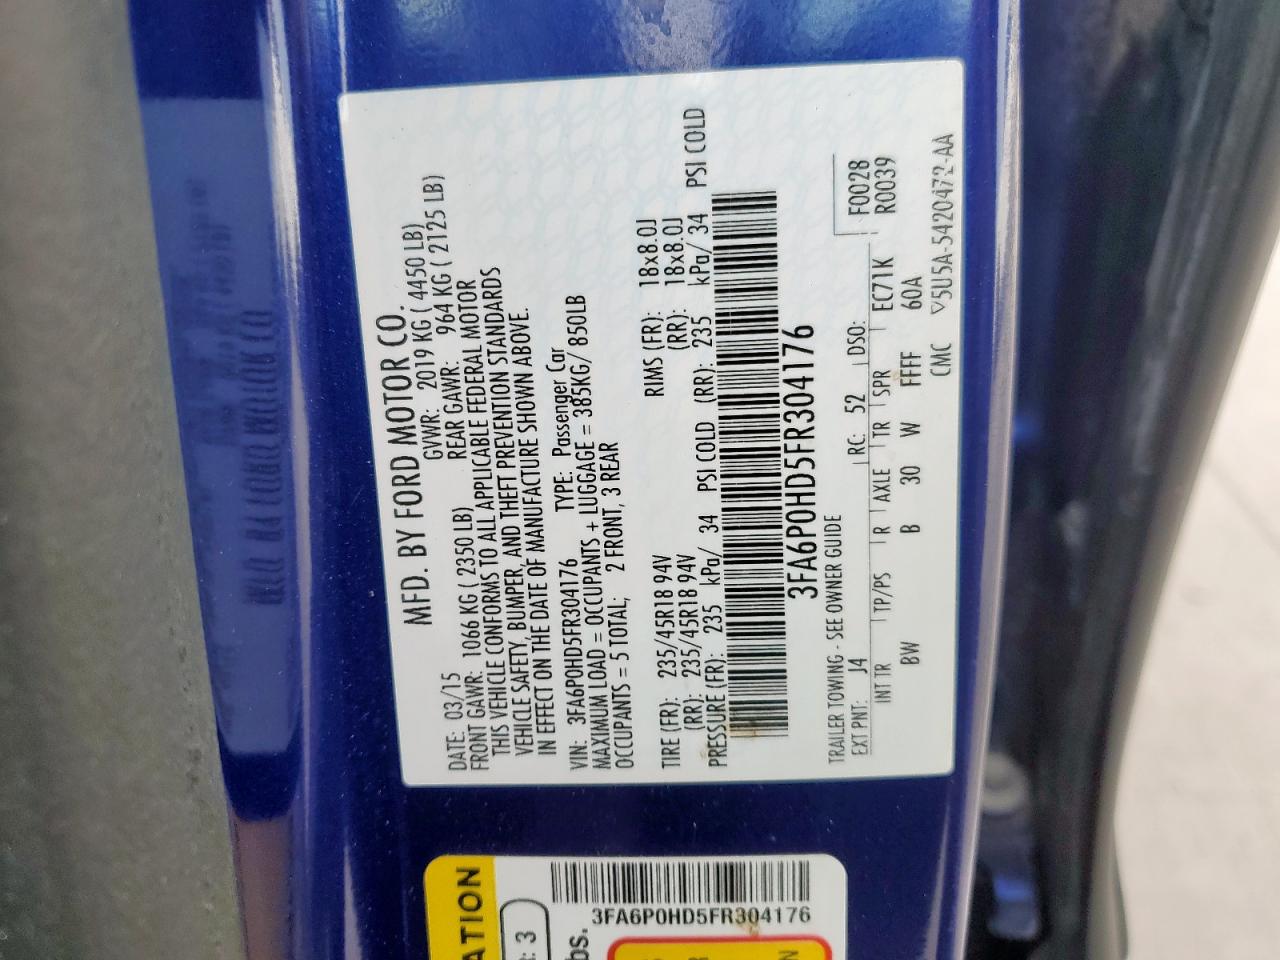 MFD. BY FORD MOTOR CO.
DATE: 03/15 GVWR: 2019 KG ( 4450 LB)
FRONT GAWR: 1066 KG ( 2350 LB) REAR GAWR: 964 KG ( 2125 LB)
THIS VEHICLE CONFORMS TO ALL APPLICABLE FEDERAL MOTOR
VEHICLE SAFETY, BUMPER, AND THEFT PREVENTION STANDARDS
IN EFFECT ON THE DATE OF MANUFACTURE SHOWN ABOVE.
VIN: 3FA6P0HD5FR304176 TYPE: Passenger Car
MAXIMUM LOAD = OCCUPANTS + LUGGAGE = 385KG/ 850LB
OCCUPANTS = 5 TOTAL; 2 FRONT, 3 REAR
TIRE (FR): 235/45R18 94V RIMS (FR): 18x8.0J
(RR): 235/45R18 94V (RR): 18x8.0J
PRESSURE (FR): 235 kPa/ 34 PSI COLD (RR): 235 kPa/ 34 PSI COLD
3FA6P0HD5FR304176
TRAILER TOWING - SEE OWNER GUIDE F0028
EXT PNT: J4 RC: 52 DSO: R0039
INT TR TP/PS R AXLE TR SPR EC71K
BW B 30 W FFFF 60A
CMC 5U5A-5420472-AA
ATION
: 3
3FA6P0HD5FR304176
bs.